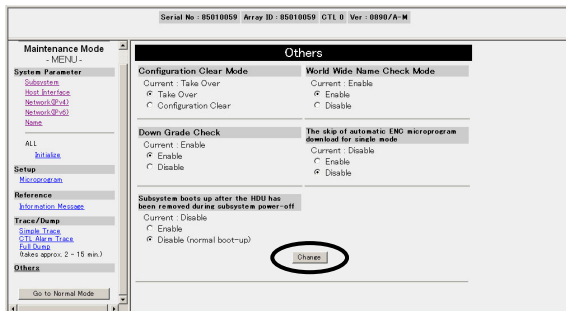 Serial No : 85010059 Array ID : 85010059 CTL 0 Ver : 0890/A-M
Maintenance Mode
- MENU -
System Parameter
Subsystem
Host Interface
Network(IPv4)
Network(IPv6)
Name
ALL
Initialize
Setup
Microprogram
Reference
Information Message
Trace/Dump
Simple Trace
CTL Alarm Trace
Full Dump
(takes approx. 2 - 15 min.)
Others
Go to Normal Mode
Others
Configuration Clear Mode
Current : Take Over
Take Over
Configuration Clear
World Wide Name Check Mode
Current : Enable
Enable
Disable
Down Grade Check
Current : Enable
Enable
Disable
The skip of automatic ENC microprogram
download for single mode
Current : Disable
Enable
Disable
Subsystem boots up after the HDU has
been removed during subsystem power-off
Current : Disable
Enable
Disable (normal boot-up)
Change